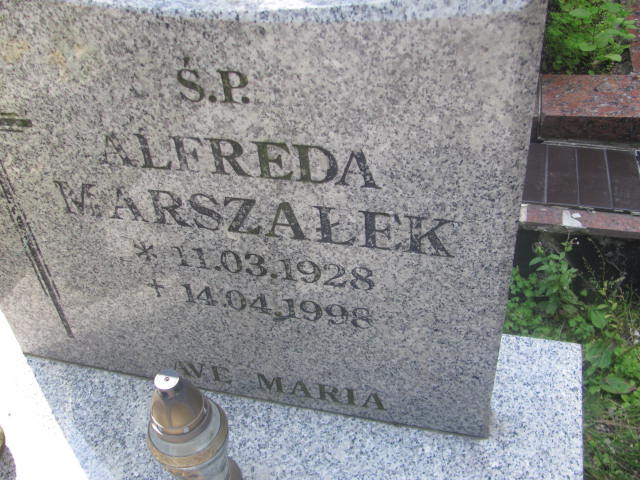 Ś.P.
ALFREDA
MARSZAŁEK
* 11.03.1928
+ 14.04.1998
AVE MARIA